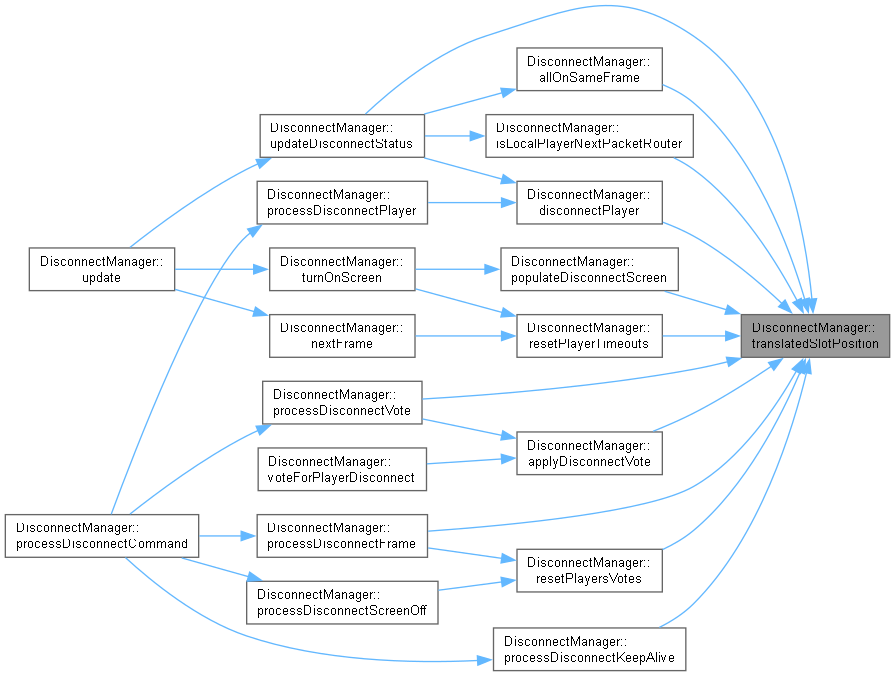 DisconnectManager::
allOnSameFrame
DisconnectManager::
updateDisconnectStatus
DisconnectManager::
isLocalPlayerNextPacketRouter
DisconnectManager::
processDisconnectPlayer
DisconnectManager::
disconnectPlayer
DisconnectManager::
update
DisconnectManager::
turnOnScreen
DisconnectManager::
populateDisconnectScreen
DisconnectManager::
translatedSlotPosition
DisconnectManager::
nextFrame
DisconnectManager::
resetPlayerTimeouts
DisconnectManager::
processDisconnectVote
DisconnectManager::
applyDisconnectVote
DisconnectManager::
voteForPlayerDisconnect
DisconnectManager::
processDisconnectCommand
DisconnectManager::
processDisconnectFrame
DisconnectManager::
resetPlayersVotes
DisconnectManager::
processDisconnectScreenOff
DisconnectManager::
processDisconnectKeepAlive